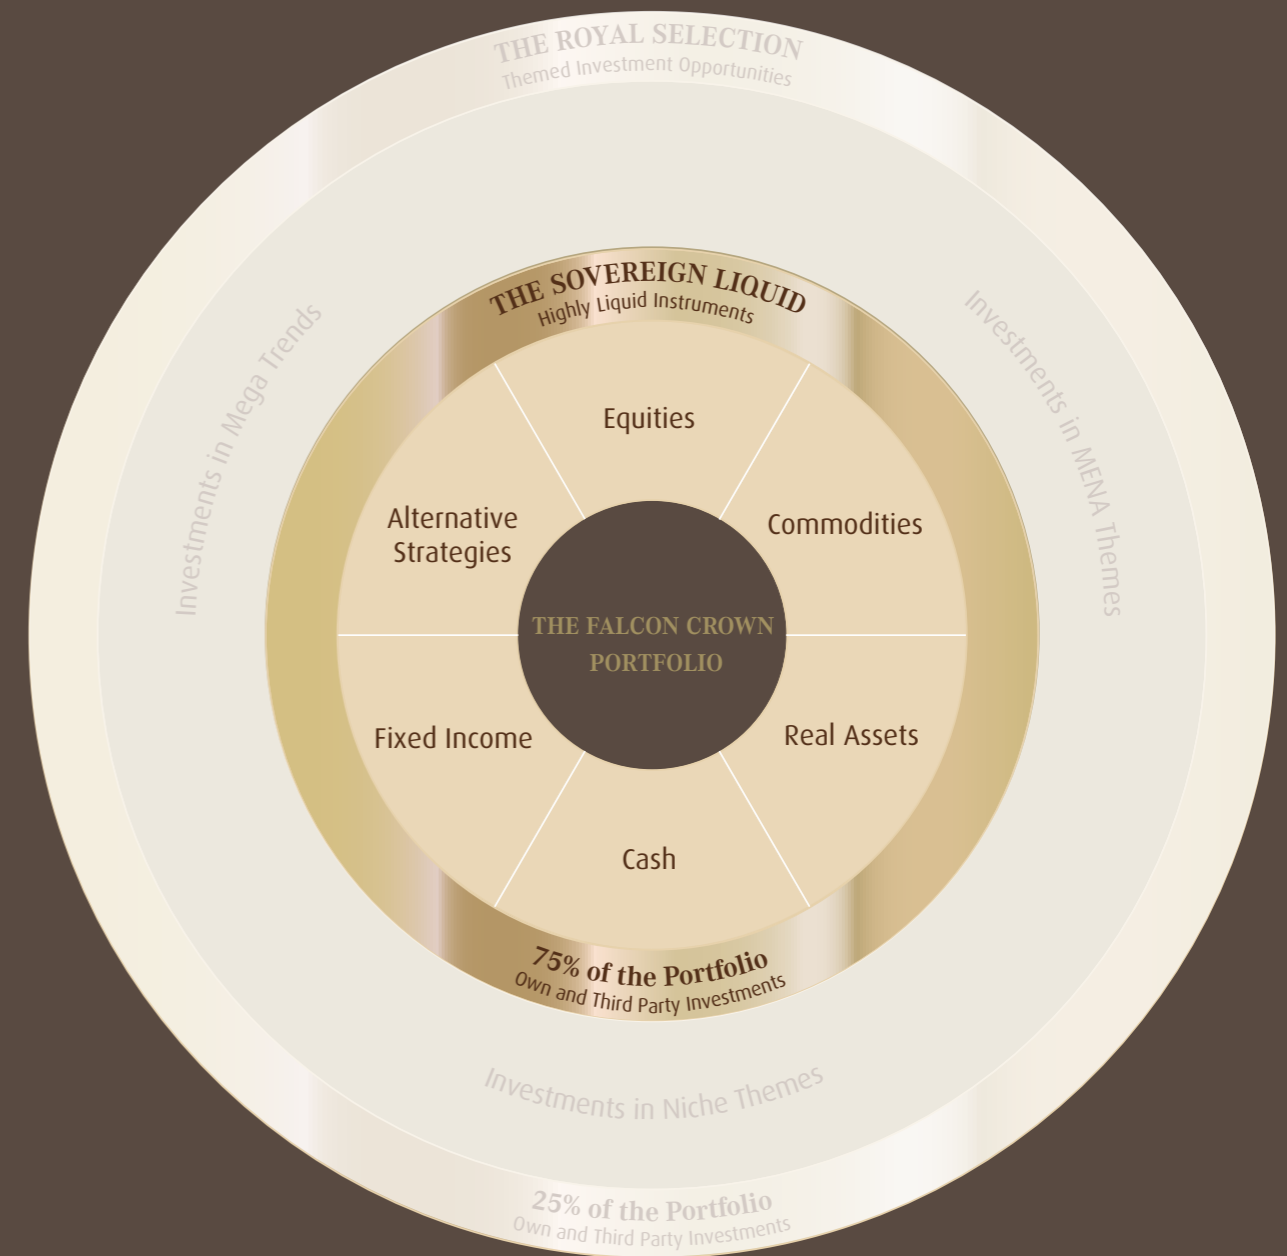 THE ROYAL SELECTION
Themed Investment Opportunities
Investments in Mega Trends
Investments in MENA Themes
THE SOVEREIGN LIQUID
Highly Liquid Instruments
Equities
Alternative
Strategies
Commodities
THE FALCON CROWN
PORTFOLIO
Fixed Income
Real Assets
Cash
75% of the Portfolio
Own and Third Party Investments
Investments in Niche Themes
25% of the Portfolio
Own and Third Party Investments